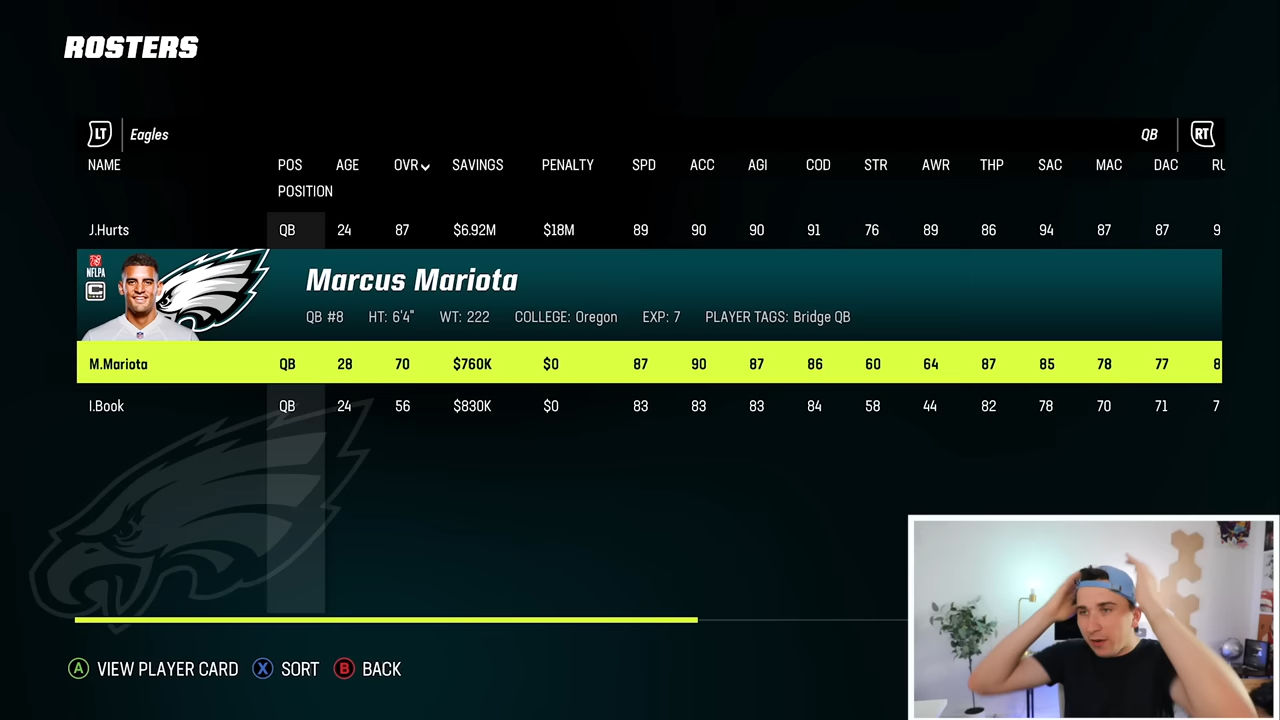 ROSTERS
LT Eagles QB RT
NAME POS AGE OVR SAVINGS PENALTY SPD ACC AGI COD STR AWR THP SAC MAC DAC RU
POSITION
J.Hurts QB 24 87 $6.92M $18M 89 90 90 91 76 89 86 94 87 87 9
NFLPA
C
Marcus Mariota
QB #8 HT: 6'4" WT: 222 COLLEGE: Oregon EXP: 7 PLAYER TAGS: Bridge QB
M.Mariota QB 28 70 $760K $0 87 90 87 86 60 64 87 85 78 77 8
I.Book QB 24 56 $830K $0 83 83 83 84 58 44 82 78 70 71 7
A VIEW PLAYER CARD X SORT B BACK